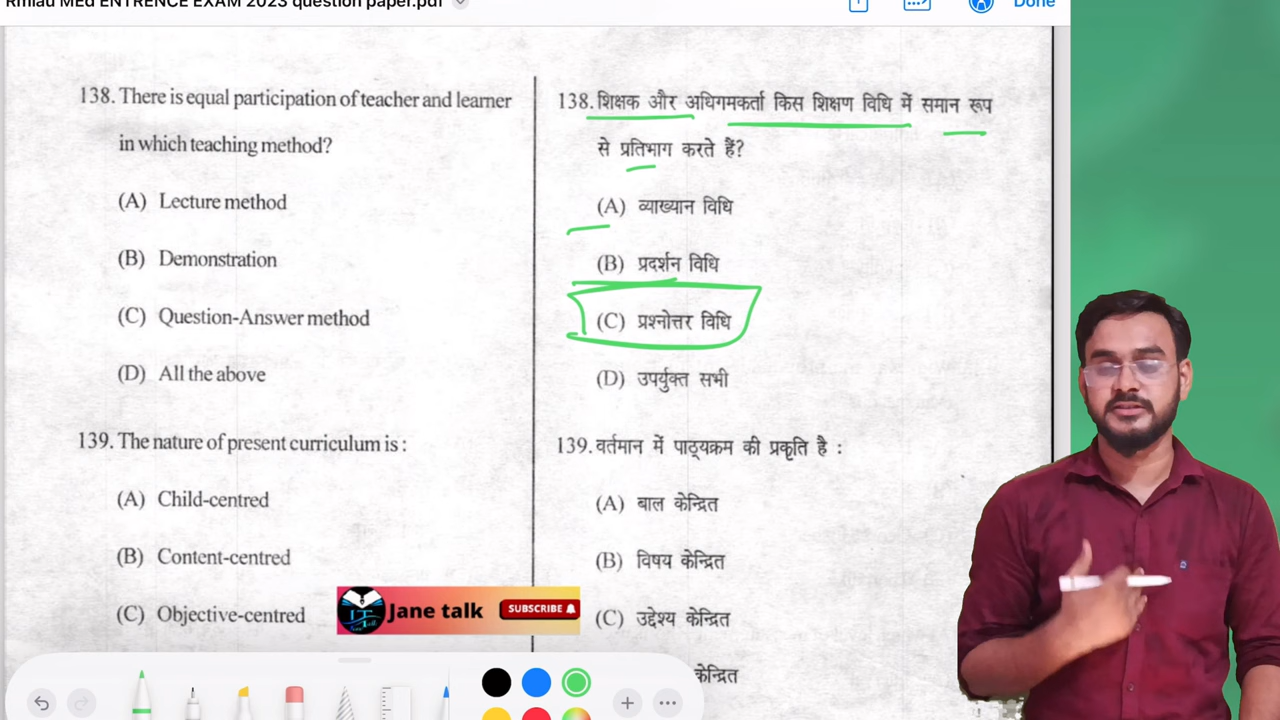 Rmlau MEd ENTRENCE EXAM 2023 question paper.pdf
Done
138. There is equal participation of teacher and learner
in which teaching method?
(A) Lecture method
(B) Demonstration
(C) Question-Answer method
(D) All the above
139. The nature of present curriculum is :
(A) Child-centred
(B) Content-centred
(C) Objective-centred
138. शिक्षक और अधिगमकर्ता किस शिक्षण विधि में समान रूप
से प्रतिभाग करते हैं?
(A) व्याख्यान विधि
(B) प्रदर्शन विधि
(C) प्रश्नोत्तर विधि
(D) उपर्युक्त सभी
139. वर्तमान में पाठ्यक्रम की प्रकृति है :
(A) बाल केन्द्रित
(B) विषय केन्द्रित
(C) उद्देश्य केन्द्रित
केन्द्रित
Jane talk
SUBSCRIBE